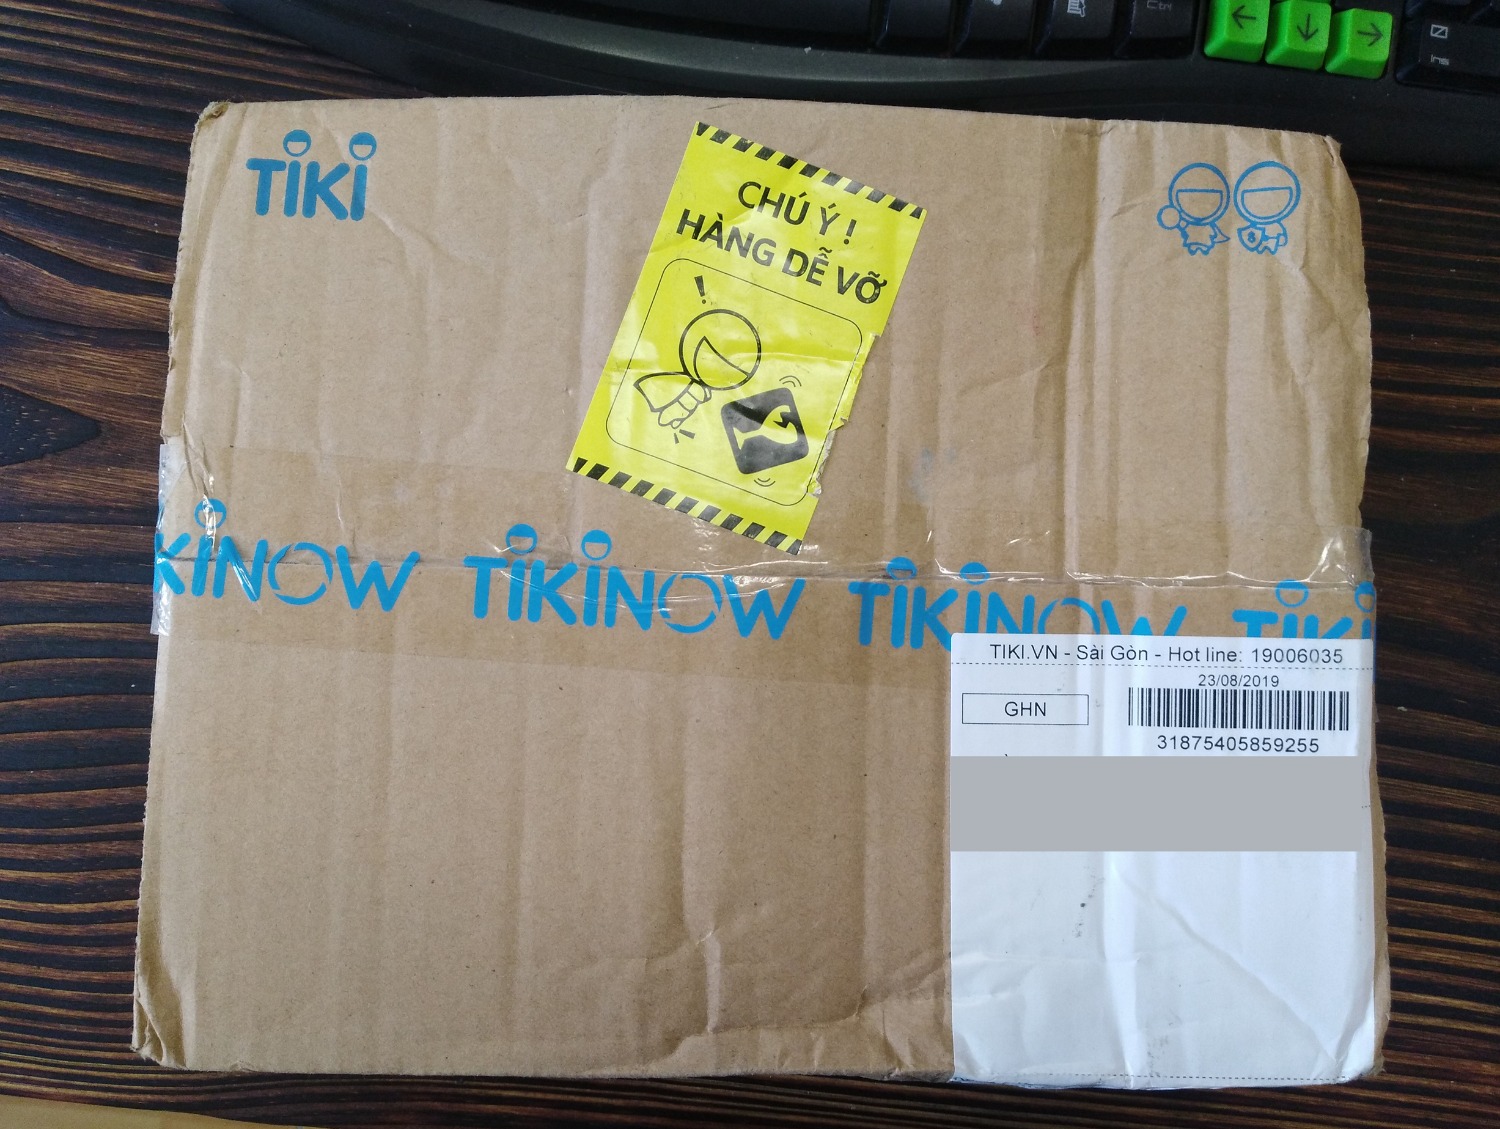 TIKI
CHÚ Ý !
HÀNG DỄ VỠ
KINOW TIKINOW TIKINOW TIKI
TIKI.VN - Sài Gòn - Hot line: 19006035
23/08/2019
GHN
31875405859255